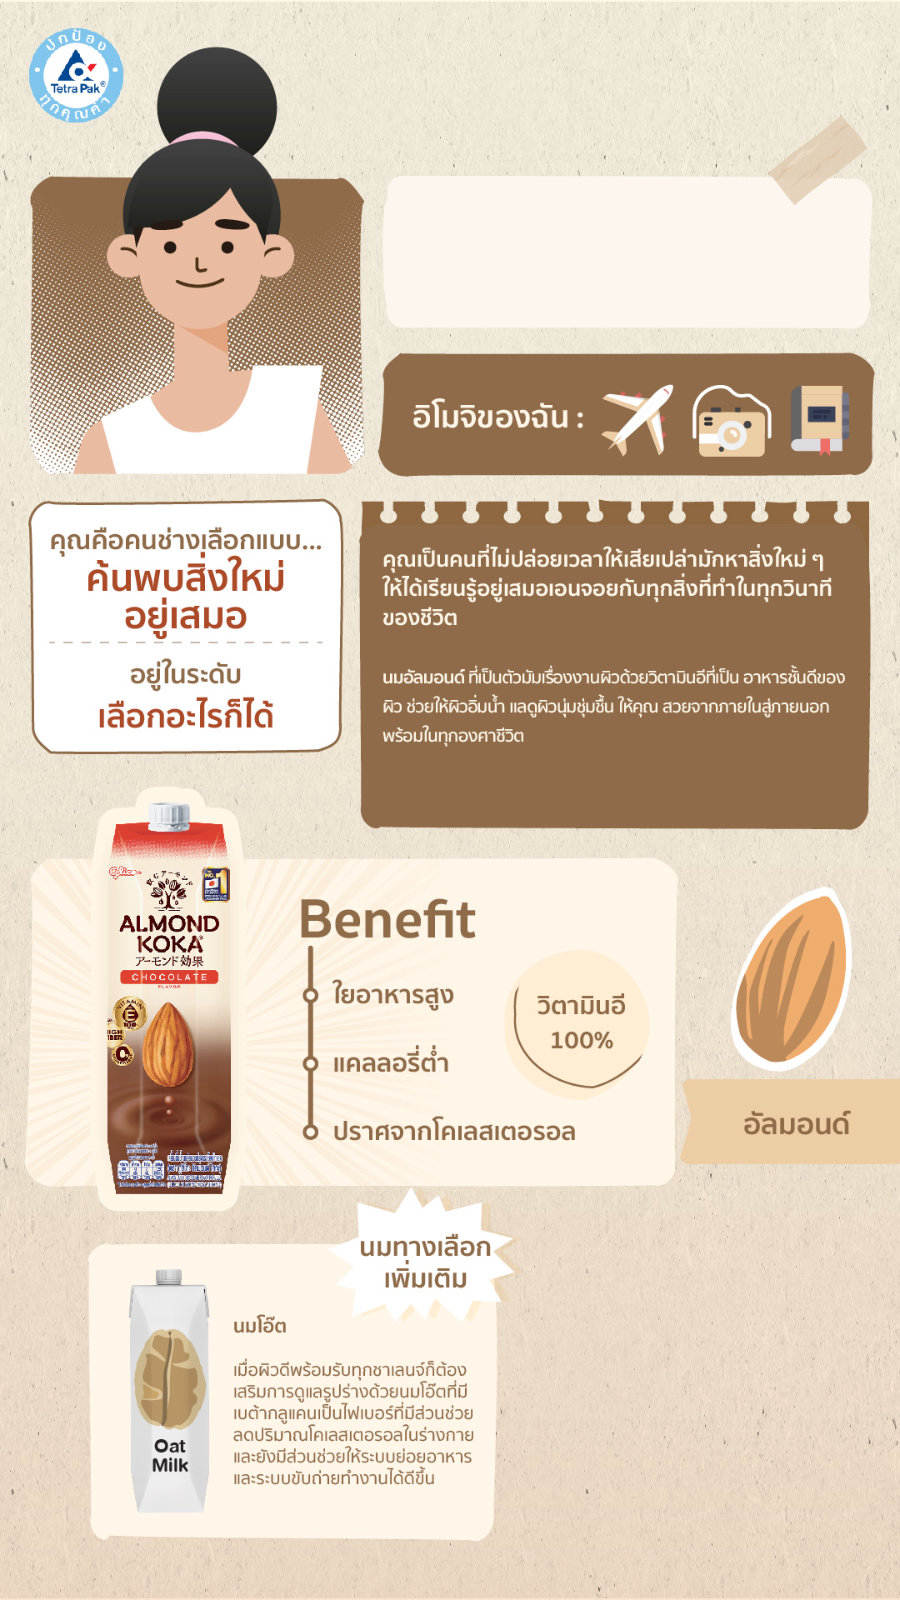 ปกป้อง
Tetra Pak®
ทุกคุณค่า
อิโมจิของฉัน :
คุณคือคนช่างเลือกแบบ...
ค้นพบสิ่งใหม่
อยู่เสมอ
อยู่ในระดับ
เลือกอะไรก็ได้
คุณเป็นคนที่ไม่ปล่อยเวลาให้เสียเปล่ามักหาสิ่งใหม่ ๆ
ให้ได้เรียนรู้อยู่เสมอเอนจอยกับทุกสิ่งที่ทำในทุกวินาที
ของชีวิต
นมอัลมอนด์ ที่เป็นตัวมัมเรื่องงานผิวด้วยวิตามินอีที่เป็น อาหารชั้นดีของ
ผิว ช่วยให้ผิวอิ่มน้ำ แลดูผิวนุ่มชุ่มชื้น ให้คุณ สวยจากภายในสู่ภายนอก
พร้อมในทุกองศาชีวิต
Glico
NO.1
ALMOND
KOKA
アーモンド効果
CHOCOLATE
FLAVOR
VITAMIN
E
Benefit
ใยอาหารสูง
แคลลอรี่ต่ำ
ปราศจากโคเลสเตอรอล
วิตามินอี
100%
อัลมอนด์
นมทางเลือก
เพิ่มเติม
Oat
Milk
นมโอ๊ต
เมื่อผิวดีพร้อมรับทุกชาเลนจ์ก็ต้อง
เสริมการดูแลรูปร่างด้วยนมโอ๊ตที่มี
เบต้ากลูแคนเป็นไฟเบอร์ที่มีส่วนช่วย
ลดปริมาณโคเลสเตอรอลในร่างกาย
และยังมีส่วนช่วยให้ระบบย่อยอาหาร
และระบบขับถ่ายทำงานได้ดีขึ้น